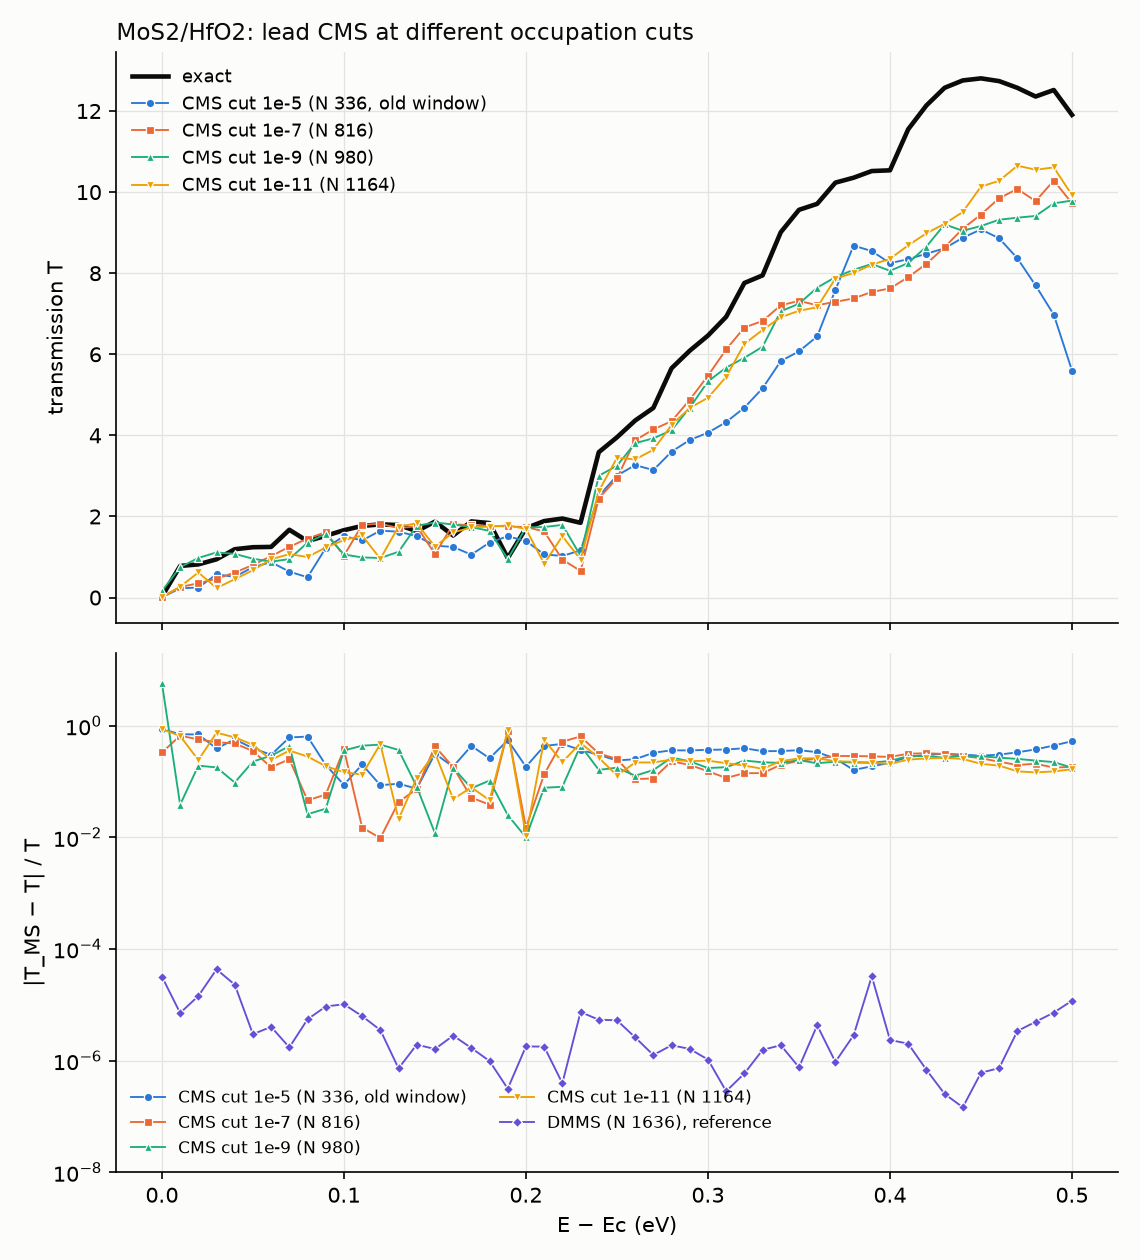 MoS2/HfO2: lead CMS at different occupation cuts
exact
CMS cut 1e-5 (N 336, old window)
CMS cut 1e-7 (N 816)
CMS cut 1e-9 (N 980)
CMS cut 1e-11 (N 1164)
transmission T
12
10
8
6
4
2
0
|T_MS − T| / T
10⁰
10⁻²
10⁻⁴
10⁻⁶
10⁻⁸
CMS cut 1e-5 (N 336, old window)
CMS cut 1e-7 (N 816)
CMS cut 1e-9 (N 980)
CMS cut 1e-11 (N 1164)
DMMS (N 1636), reference
0.0 0.1 0.2 0.3 0.4 0.5
E − Ec (eV)